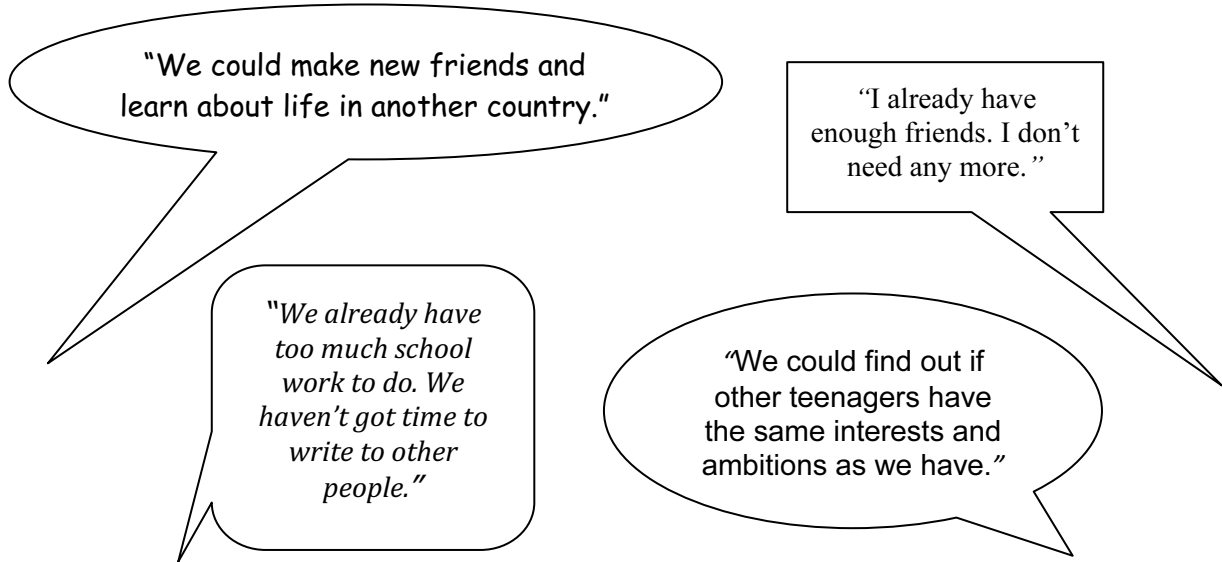 “We could make new friends and
learn about life in another country.”
“I already have
enough friends. I don’t
need any more.”
“We already have
too much school
work to do. We
haven’t got time to
write to other
people.”
“We could find out if
other teenagers have
the same interests and
ambitions as we have.”